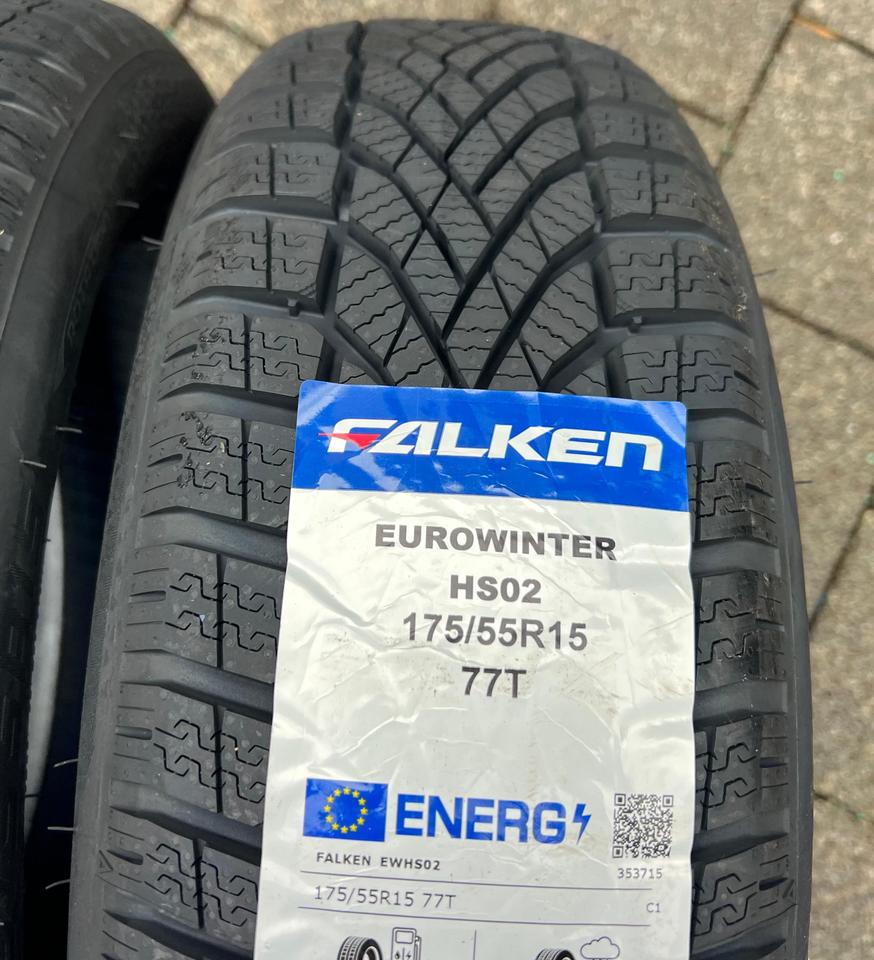 FALKEN
EUROWINTER
HS02
175/55R15
77T
ENERG
FALKEN EWHS02
353715
175/55R15 77T
C1